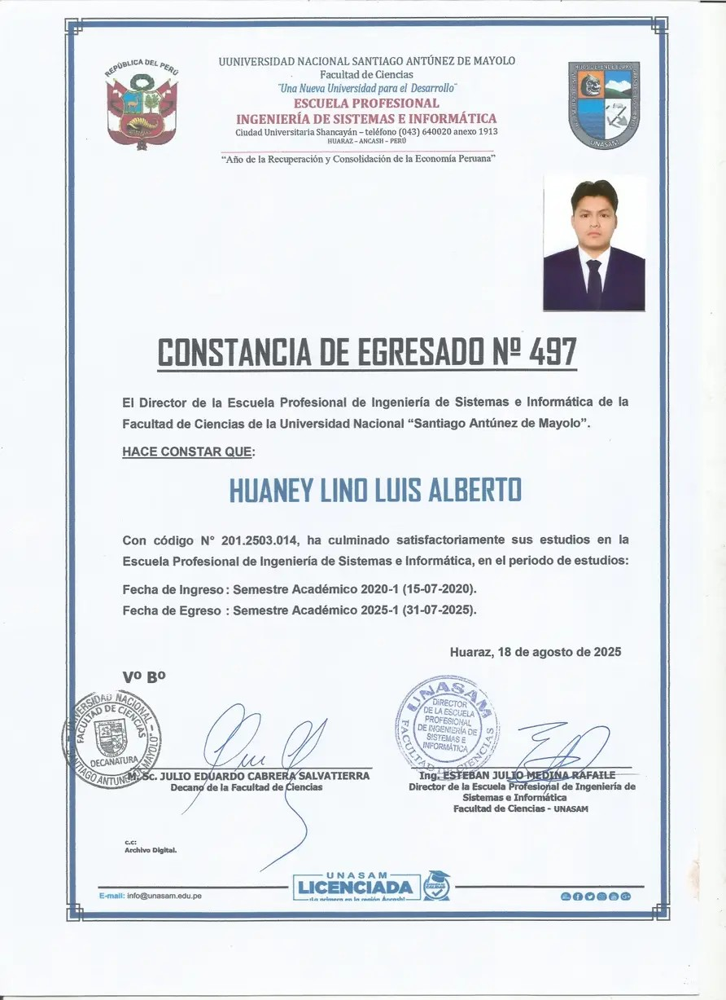 REPÚBLICA DEL PERÚ
UUNIVERSIDAD NACIONAL SANTIAGO ANTÚNEZ DE MAYOLO
Facultad de Ciencias
"Una Nueva Universidad para el Desarrollo"
ESCUELA PROFESIONAL
INGENIERÍA DE SISTEMAS E INFORMÁTICA
Ciudad Universitaria Shancayán – teléfono (043) 640020 anexo 1913
HUARAZ – ANCASH – PERÚ
“Año de la Recuperación y Consolidación de la Economía Peruana”
UNASAM
CONSTANCIA DE EGRESADO Nº 497
El Director de la Escuela Profesional de Ingeniería de Sistemas e Informática de la
Facultad de Ciencias de la Universidad Nacional “Santiago Antúnez de Mayolo”.
HACE CONSTAR QUE:
HUANEY LINO LUIS ALBERTO
Con código N° 201.2503.014, ha culminado satisfactoriamente sus estudios en la
Escuela Profesional de Ingeniería de Sistemas e Informática, en el periodo de estudios:
Fecha de Ingreso : Semestre Académico 2020-1 (15-07-2020).
Fecha de Egreso : Semestre Académico 2025-1 (31-07-2025).
Huaraz, 18 de agosto de 2025
Vº Bº
UNIVERSIDAD NACIONAL
SANTIAGO ANTUNEZ DE MAYOLO
FACULTAD DE CIENCIAS
DECANATURA
M. Sc. JULIO EDUARDO CABRERA SALVATIERRA
Decano de la Facultad de Ciencias
UNASAM
DIRECTOR
DE LA ESCUELA
PROFESIONAL
DE INGENIERÍA DE
SISTEMAS E
INFORMÁTICA
FACULTAD DE CIENCIAS
Ing. ESTEBAN JULIO MEDINA RAFAILE
Director de la Escuela Profesional de Ingeniería de
Sistemas e Informática
Facultad de Ciencias - UNASAM
c.c:
Archivo Digital.
UNASAM
LICENCIADA
¡La primera en la región Áncash!
E-mail: info@unasam.edu.pe